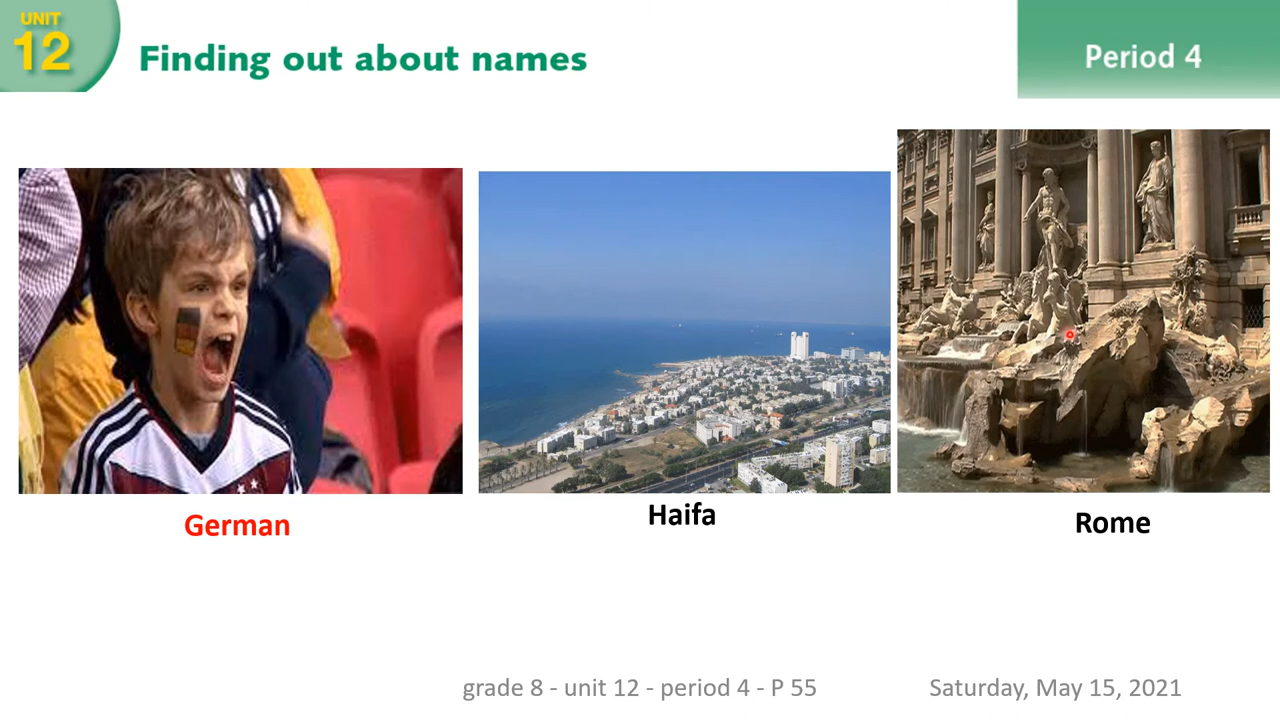 UNIT
12
Finding out about names
Period 4
German
Haifa
Rome
grade 8 - unit 12 - period 4 - P 55
Saturday, May 15, 2021